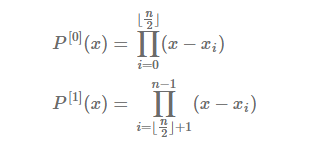 P^{[0]}(x) = \prod_{i=0}^{\lfloor \frac{n}{2} \rfloor} (x - x_i)
P^{[1]}(x) = \prod_{i=\lfloor \frac{n}{2} \rfloor + 1}^{n-1} (x - x_i)